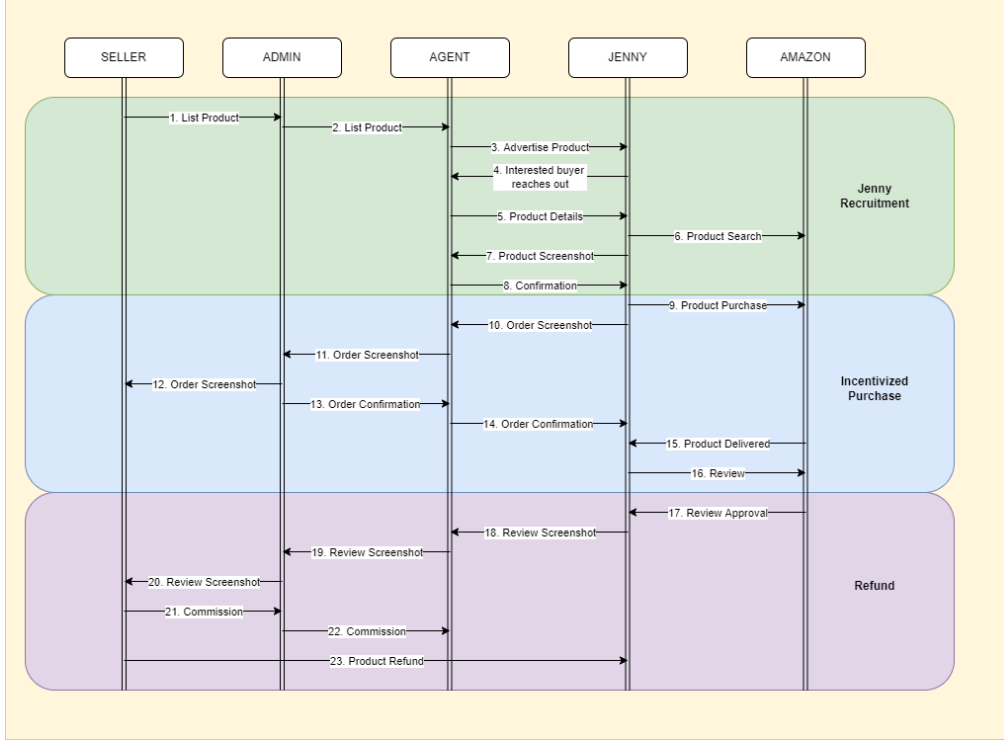 SELLER
ADMIN
AGENT
JENNY
AMAZON
1. List Product
2. List Product
3. Advertise Product
4. Interested buyer
reaches out
Jenny
Recruitment
5. Product Details
6. Product Search
7. Product Screenshot
8. Confirmation
9. Product Purchase
10. Order Screenshot
11. Order Screenshot
12. Order Screenshot
Incentivized
Purchase
13. Order Confirmation
14. Order Confirmation
15. Product Delivered
16. Review
17. Review Approval
18. Review Screenshot
19. Review Screenshot
20. Review Screenshot
Refund
21. Commission
22. Commission
23. Product Refund